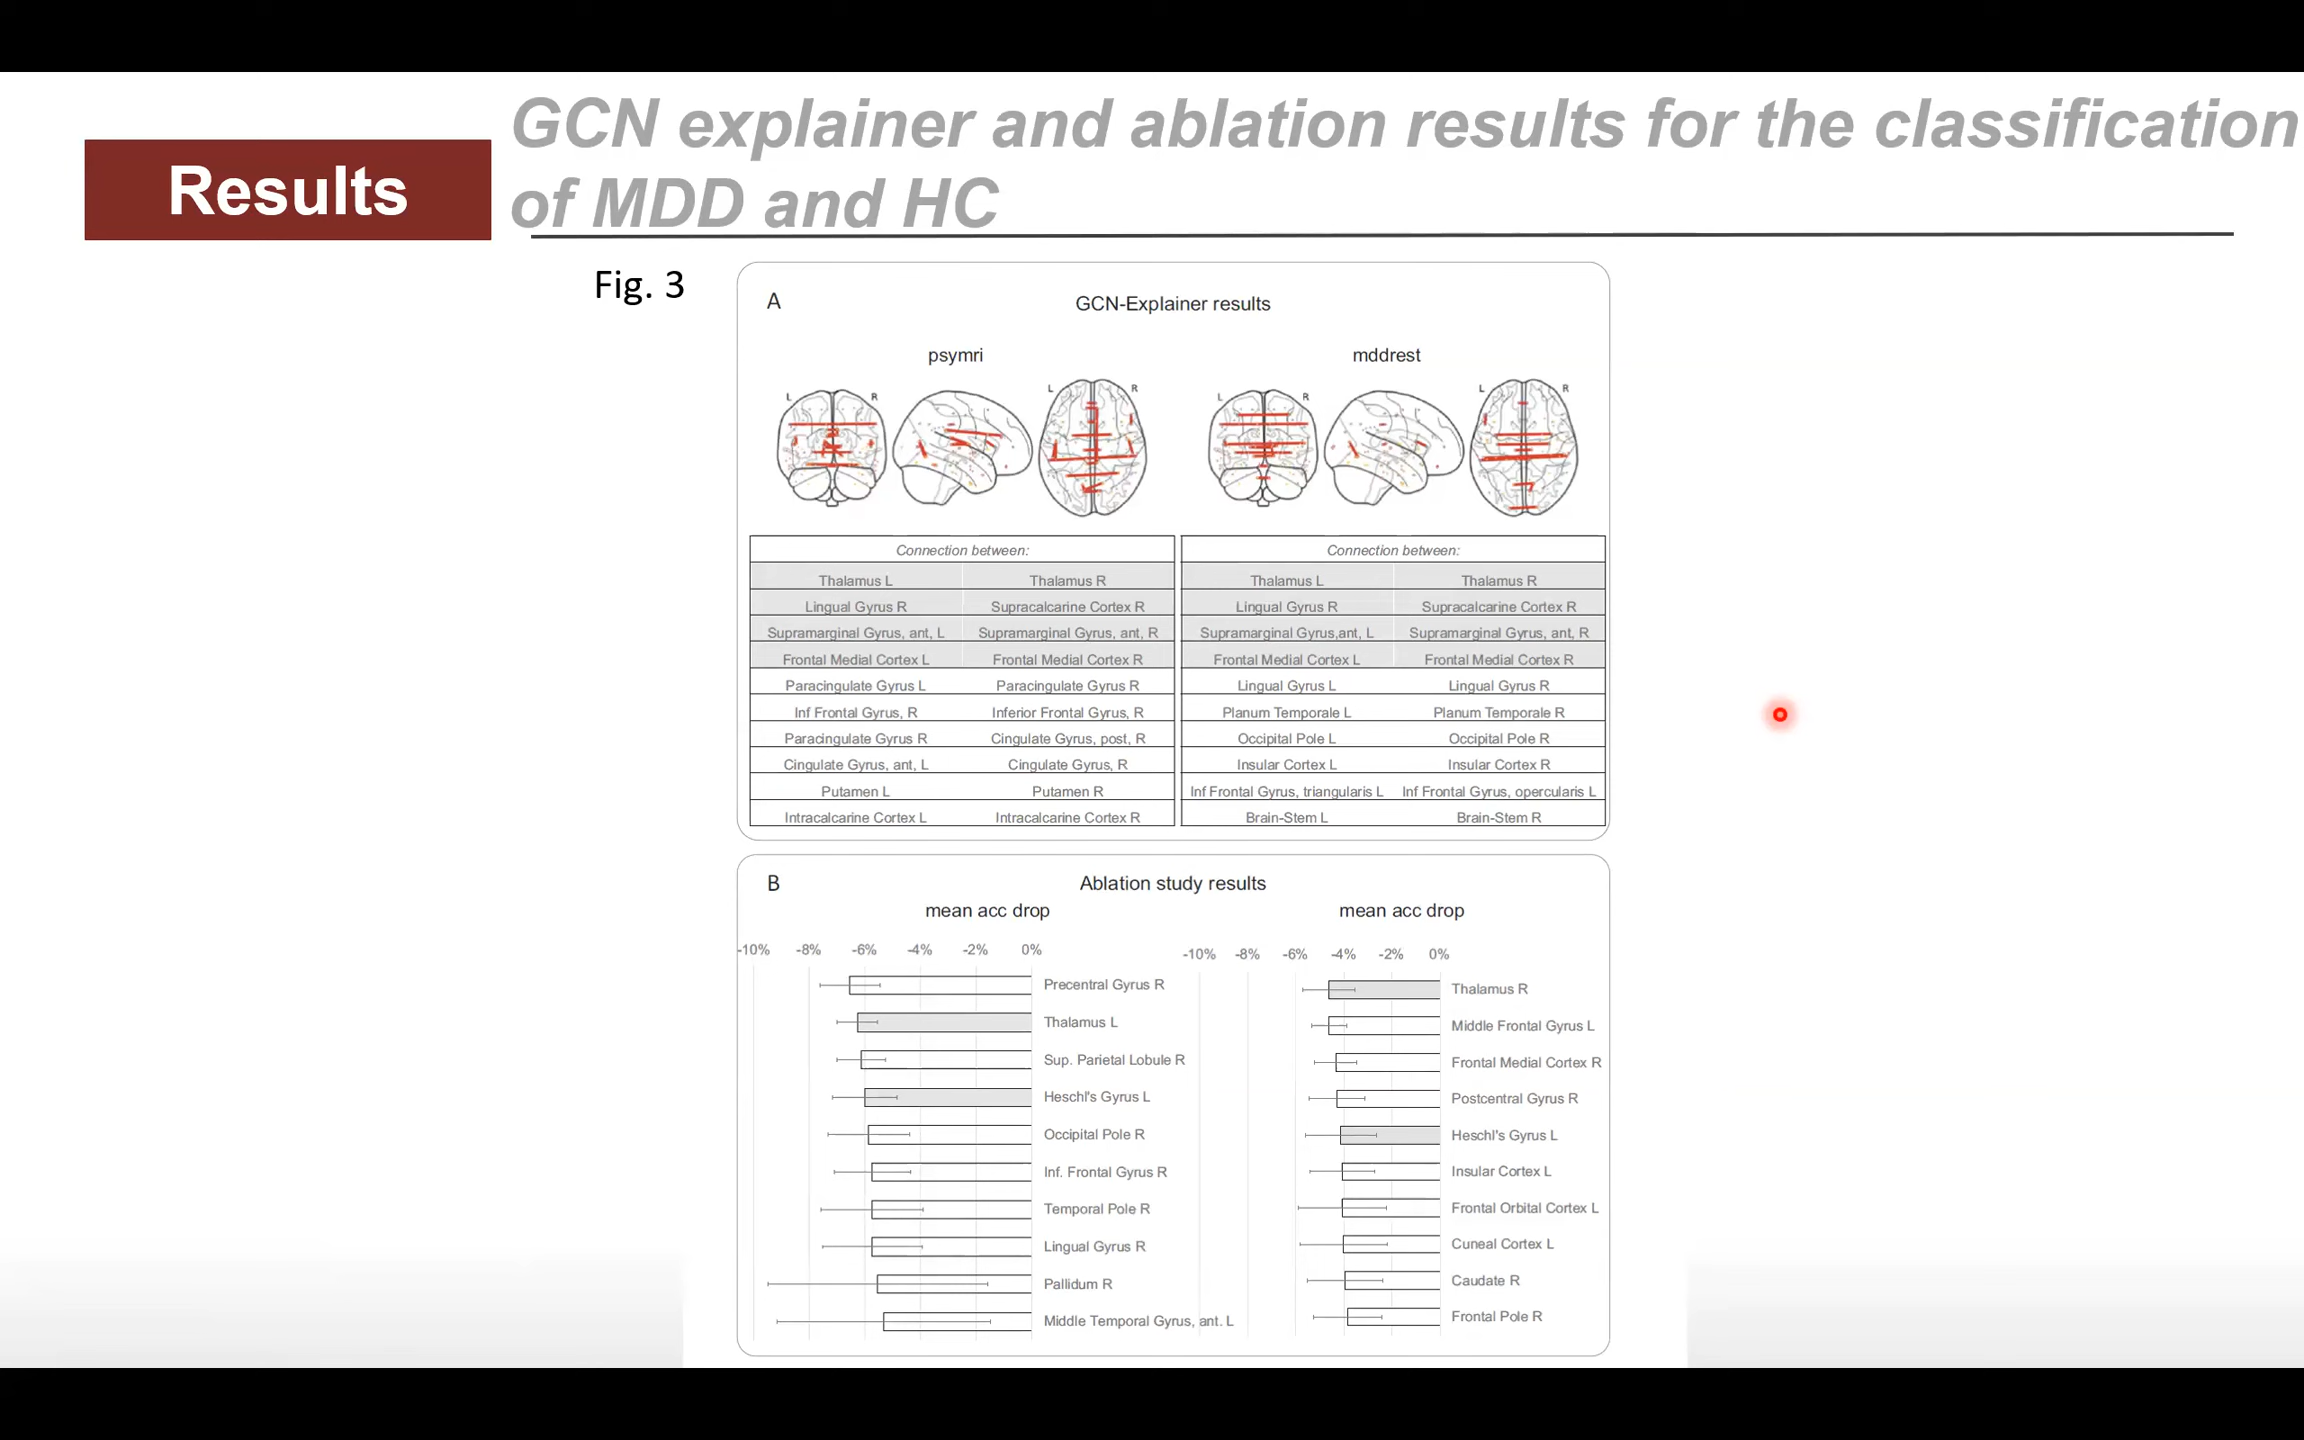 GCN explainer and ablation results for the classification
of MDD and HC
Results
Fig. 3
A
GCN-Explainer results
psymri
mddrest
L R L R L R L R
Connection between:
Thalamus L Thalamus R
Lingual Gyrus R Supracalcarine Cortex R
Supramarginal Gyrus, ant, L Supramarginal Gyrus, ant, R
Frontal Medial Cortex L Frontal Medial Cortex R
Paracingulate Gyrus L Paracingulate Gyrus R
Inf Frontal Gyrus, R Inferior Frontal Gyrus, R
Paracingulate Gyrus R Cingulate Gyrus, post, R
Cingulate Gyrus, ant, L Cingulate Gyrus, R
Putamen L Putamen R
Intracalcarine Cortex L Intracalcarine Cortex R
Connection between:
Thalamus L Thalamus R
Lingual Gyrus R Supracalcarine Cortex R
Supramarginal Gyrus,ant, L Supramarginal Gyrus, ant, R
Frontal Medial Cortex L Frontal Medial Cortex R
Lingual Gyrus L Lingual Gyrus R
Planum Temporale L Planum Temporale R
Occipital Pole L Occipital Pole R
Insular Cortex L Insular Cortex R
Inf Frontal Gyrus, triangularis L Inf Frontal Gyrus, opercularis L
Brain-Stem L Brain-Stem R
B
Ablation study results
mean acc drop
-10% -8% -6% -4% -2% 0%
Precentral Gyrus R
Thalamus L
Sup. Parietal Lobule R
Heschl's Gyrus L
Occipital Pole R
Inf. Frontal Gyrus R
Temporal Pole R
Lingual Gyrus R
Pallidum R
Middle Temporal Gyrus, ant. L
mean acc drop
-10% -8% -6% -4% -2% 0%
Thalamus R
Middle Frontal Gyrus L
Frontal Medial Cortex R
Postcentral Gyrus R
Heschl's Gyrus L
Insular Cortex L
Frontal Orbital Cortex L
Cuneal Cortex L
Caudate R
Frontal Pole R